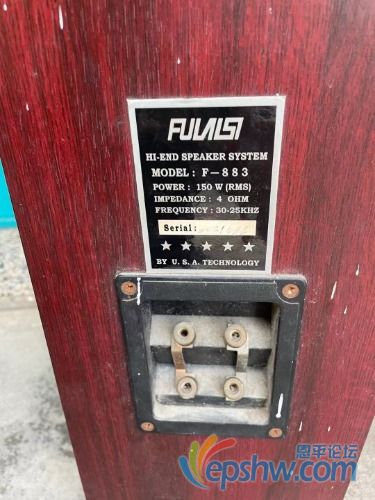 FULALSI
HI-END SPEAKER SYSTEM
MODEL: F-883
POWER: 150W (RMS)
IMPEDANCE: 4 OHM
FREQUENCY: 30-25KHZ
Serial:
★ ★ ★ ★ ★
BY U. S. A. TECHNOLOGY
恩平论坛
epshw.com